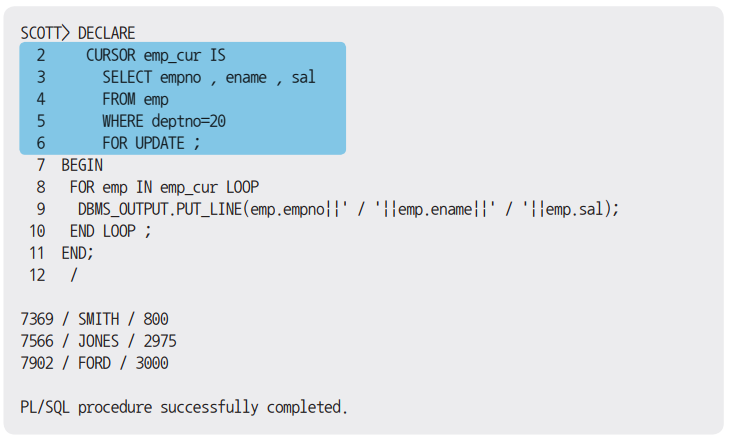 SCOTT> DECLARE
2 CURSOR emp_cur IS
3 SELECT empno , ename , sal
4 FROM emp
5 WHERE deptno=20
6 FOR UPDATE ;
7 BEGIN
8 FOR emp IN emp_cur LOOP
9 DBMS_OUTPUT.PUT_LINE(emp.empno||' / '||emp.ename||' / '||emp.sal);
10 END LOOP ;
11 END;
12 /
7369 / SMITH / 800
7566 / JONES / 2975
7902 / FORD / 3000
PL/SQL procedure successfully completed.